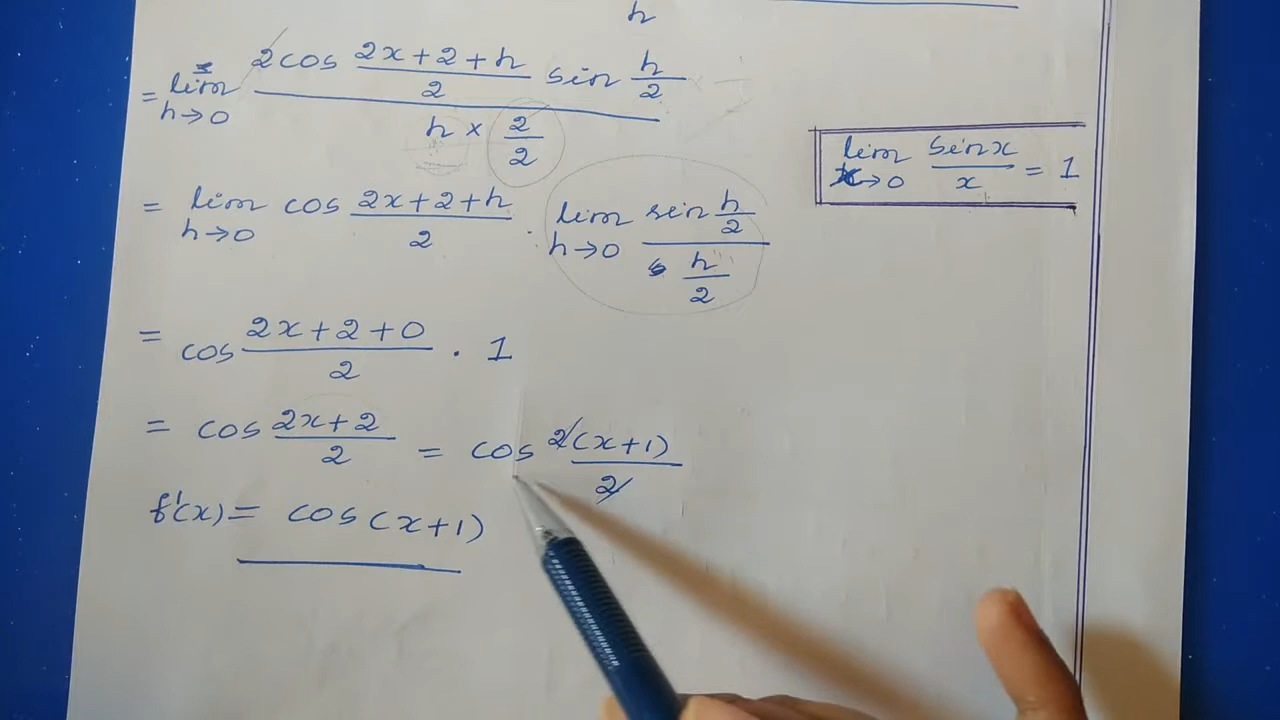 h
= lim h→0 2cos (2x+2+h)/2 sin h/2 / h × 2/2
lim x→0 sinx/x = 1
= lim h→0 cos (2x+2+h)/2 · lim h→0 sin h/2 / h/2
= cos (2x+2+0)/2 · 1
= cos (2x+2)/2 = cos 2(x+1)/2
f'(x) = cos(x+1)